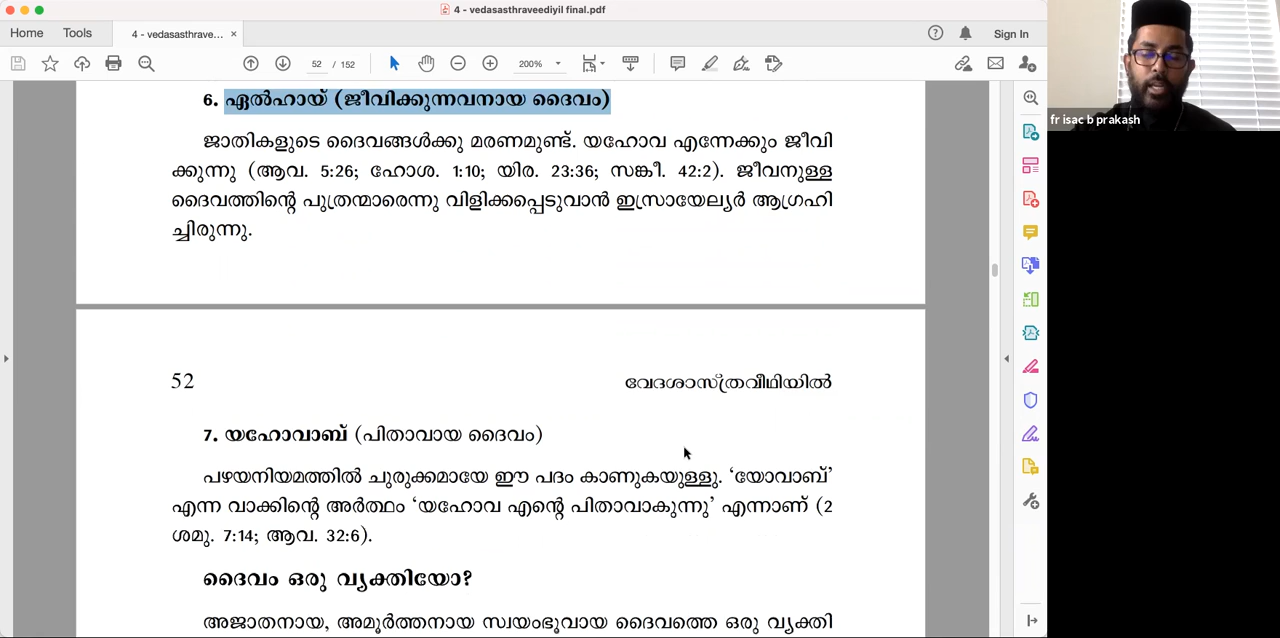 4 - vedasasthraveediyil final.pdf
Home Tools 4 - vedasasthrave... × Sign In
52 / 152 200%
fr isac b prakash
6. ഏൽഹായ് (ജീവിക്കുന്നവനായ ദൈവം)
ജാതികളുടെ ദൈവങ്ങൾക്കു മരണമുണ്ട്. യഹോവ എന്നേക്കും ജീവി
ക്കുന്നു (ആവ. 5:26; ഹോശ. 1:10; യിര. 23:36; സങ്കീ. 42:2). ജീവനുള്ള
ദൈവത്തിന്റെ പുത്രന്മാരെന്നു വിളിക്കപ്പെടുവാൻ ഇസ്രായേല്യർ ആഗ്രഹി
ച്ചിരുന്നു.
52 വേദശാസ്ത്രവീഥിയിൽ
7. യഹോവാബ് (പിതാവായ ദൈവം)
പഴയനിയമത്തിൽ ചുരുക്കമായേ ഈ പദം കാണുകയുള്ളു. ‘യോവാബ്’
എന്ന വാക്കിന്റെ അർത്ഥം ‘യഹോവ എന്റെ പിതാവാകുന്നു’ എന്നാണ് (2
ശമു. 7:14; ആവ. 32:6).
ദൈവം ഒരു വ്യക്തിയോ?
അജാതനായ, അമൂർത്തനായ സ്വയംഭൂവായ ദൈവത്തെ ഒരു വ്യക്തി